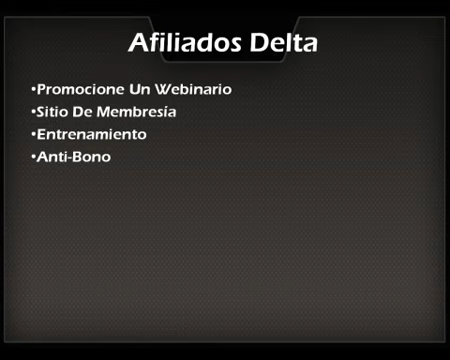 Afiliados Delta
•Promocione Un Webinario
•Sitio De Membresía
•Entrenamiento
•Anti-Bono